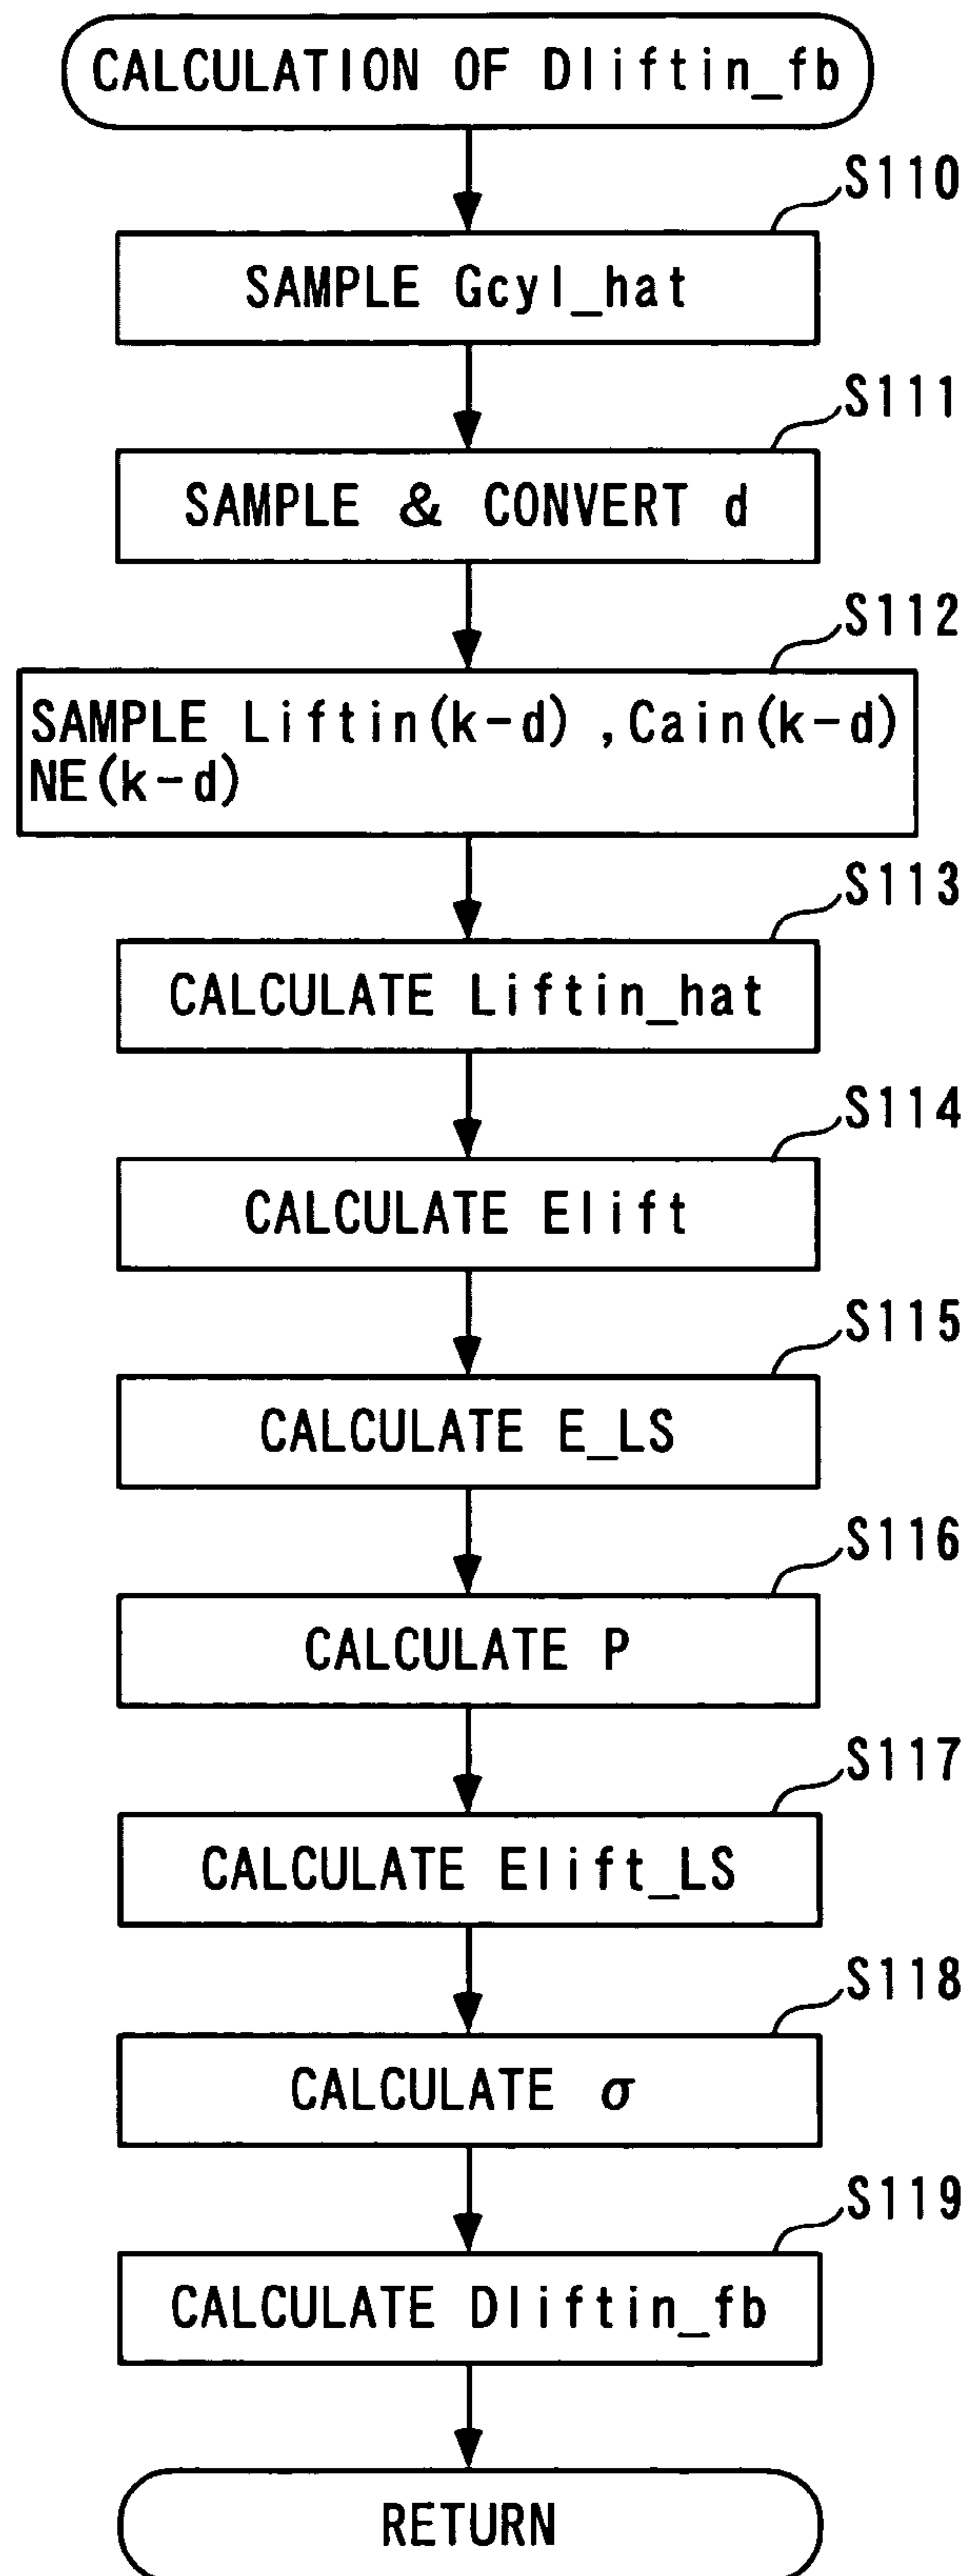 CALCULATION OF Dliftin_fb
S110
SAMPLE Gcyl_hat
S111
SAMPLE & CONVERT d
S112
SAMPLE Liftin(k-d) ,Cain(k-d)
NE(k-d)
S113
CALCULATE Liftin_hat
S114
CALCULATE Elift
S115
CALCULATE E_LS
S116
CALCULATE P
S117
CALCULATE Elift_LS
S118
CALCULATE σ
S119
CALCULATE Dliftin_fb
RETURN